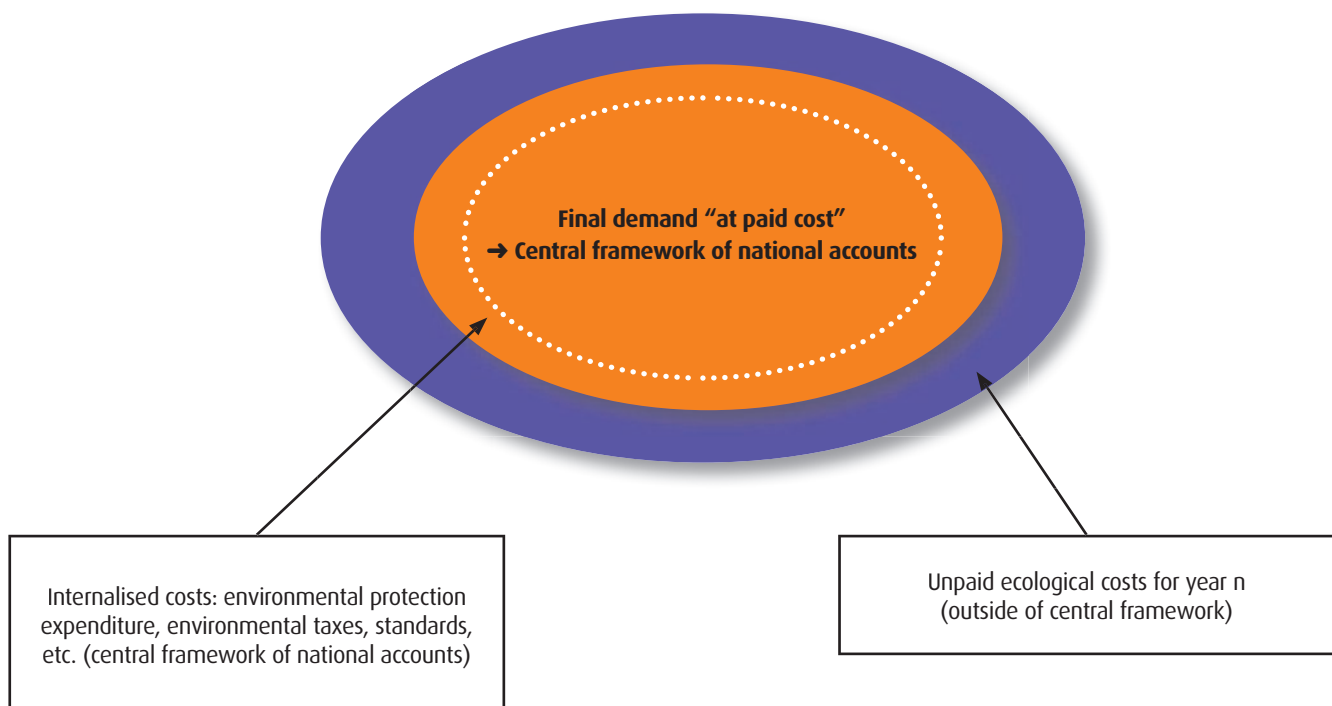 Final demand “at paid cost”
➜ Central framework of national accounts
Internalised costs: environmental protection
expenditure, environmental taxes, standards,
etc. (central framework of national accounts)
Unpaid ecological costs for year n
(outside of central framework)